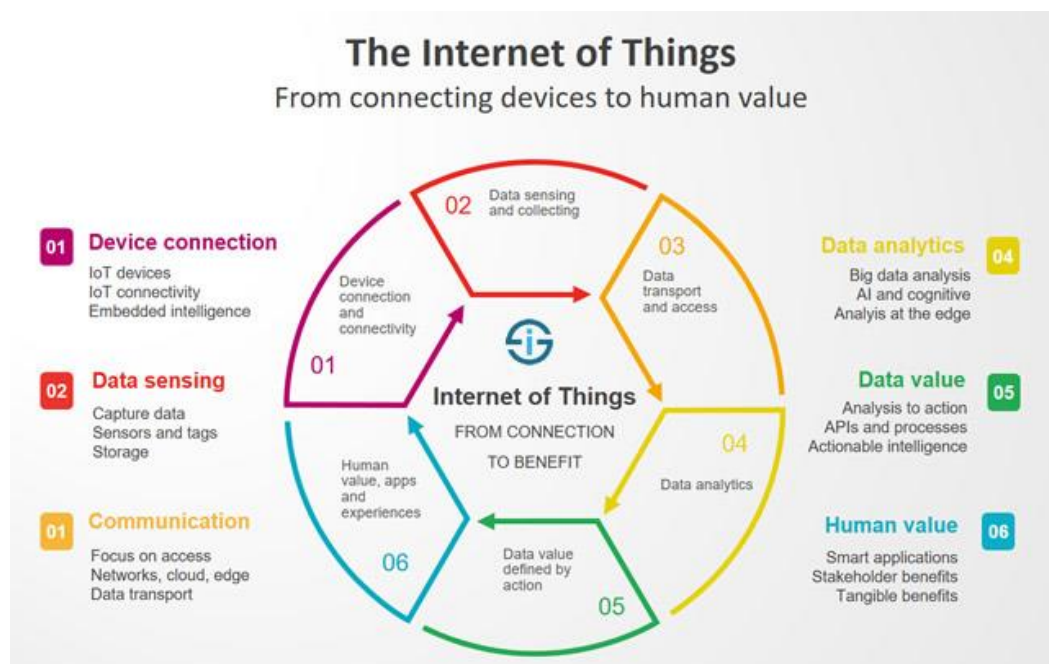 The Internet of Things
From connecting devices to human value
01
Device connection
IoT devices
IoT connectivity
Embedded intelligence
02
Data sensing
Capture data
Sensors and tags
Storage
01
Communication
Focus on access
Networks, cloud, edge
Data transport
01
Device
connection
and
connectivity
02
Data sensing
and collecting
03
Data
transport
and access
04
Data analytics
05
Data value
defined by
action
06
Human
value, apps
and
experiences
SiG
Internet of Things
FROM CONNECTION
TO BENEFIT
Data analytics
04
Big data analysis
AI and cognitive
Analyis at the edge
Data value
05
Analysis to action
APIs and processes
Actionable intelligence
Human value
06
Smart applications
Stakeholder benefits
Tangible benefits